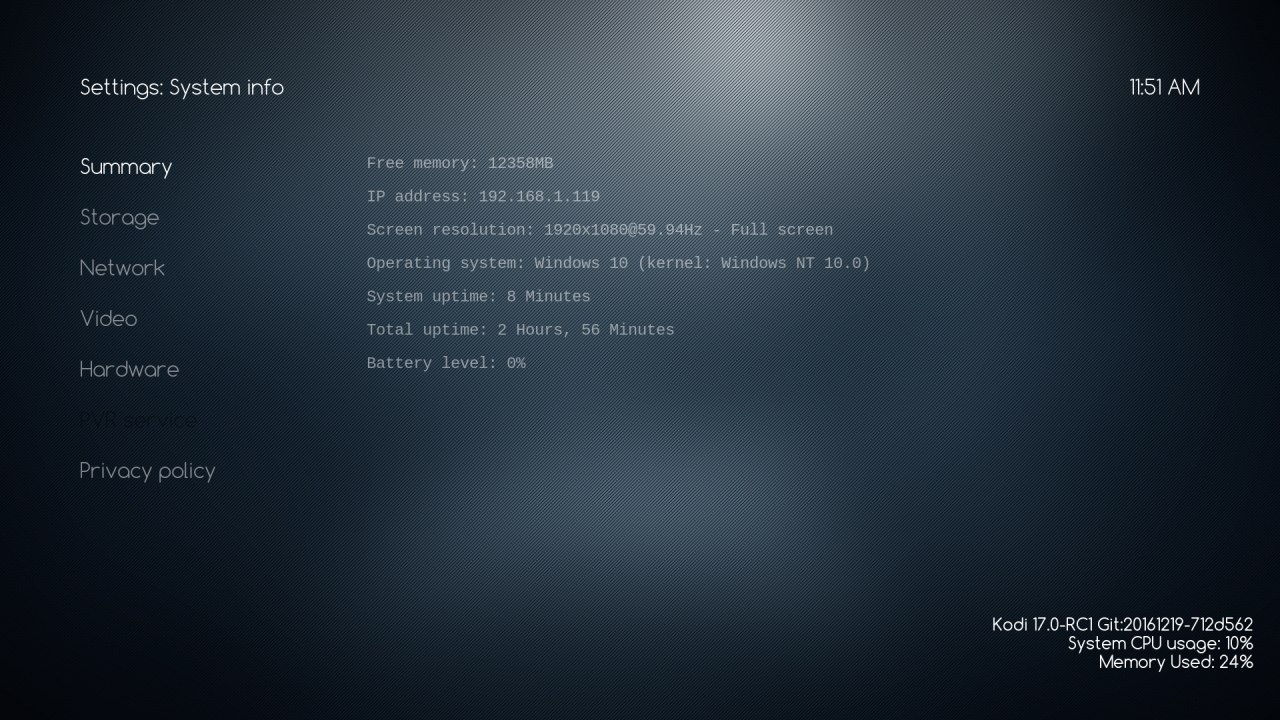 Settings: System info
11:51 AM
Summary
Storage
Network
Video
Hardware
PVR service
Privacy policy
Free memory: 12358MB
IP address: 192.168.1.119
Screen resolution: 1920x1080@59.94Hz - Full screen
Operating system: Windows 10 (kernel: Windows NT 10.0)
System uptime: 8 Minutes
Total uptime: 2 Hours, 56 Minutes
Battery level: 0%
Kodi 17.0-RC1 Git:20161219-712d562
System CPU usage: 10%
Memory Used: 24%